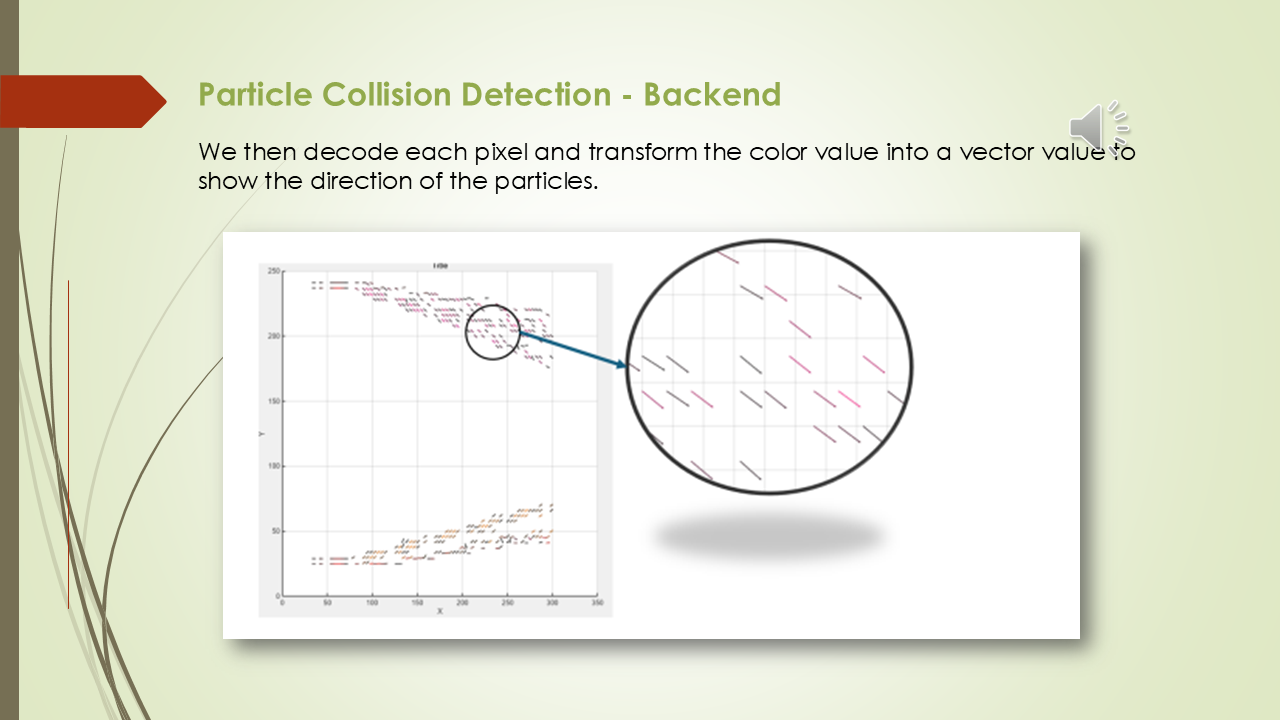 Particle Collision Detection - Backend
We then decode each pixel and transform the color value into a vector value to
show the direction of the particles.
Title
250
200
150
100
50
0
Y
0 50 100 150 200 250 300 350
X